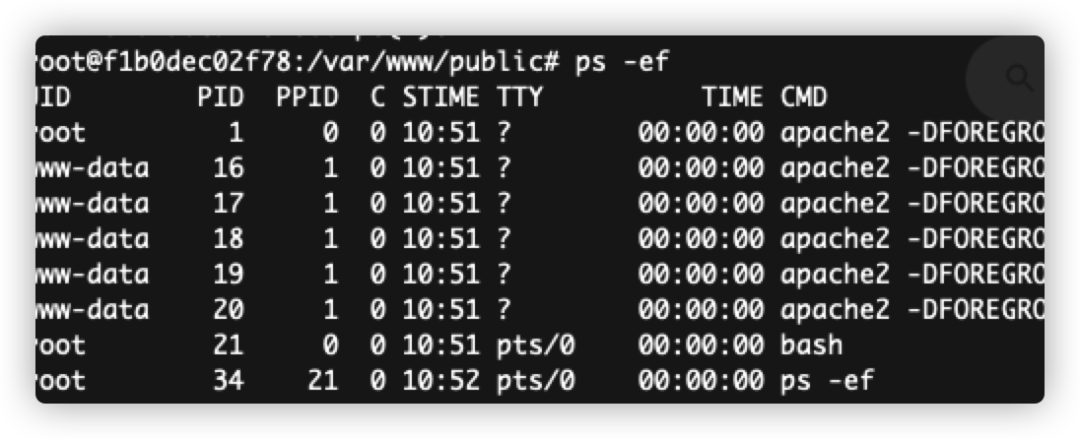 root@f1b0dec02f78:/var/www/public# ps -ef
UID PID PPID C STIME TTY TIME CMD
root 1 0 0 10:51 ? 00:00:00 apache2 -DFOREGRO
www-data 16 1 0 10:51 ? 00:00:00 apache2 -DFOREGRO
www-data 17 1 0 10:51 ? 00:00:00 apache2 -DFOREGRO
www-data 18 1 0 10:51 ? 00:00:00 apache2 -DFOREGRO
www-data 19 1 0 10:51 ? 00:00:00 apache2 -DFOREGRO
www-data 20 1 0 10:51 ? 00:00:00 apache2 -DFOREGRO
root 21 0 0 10:51 pts/0 00:00:00 bash
root 34 21 0 10:52 pts/0 00:00:00 ps -ef